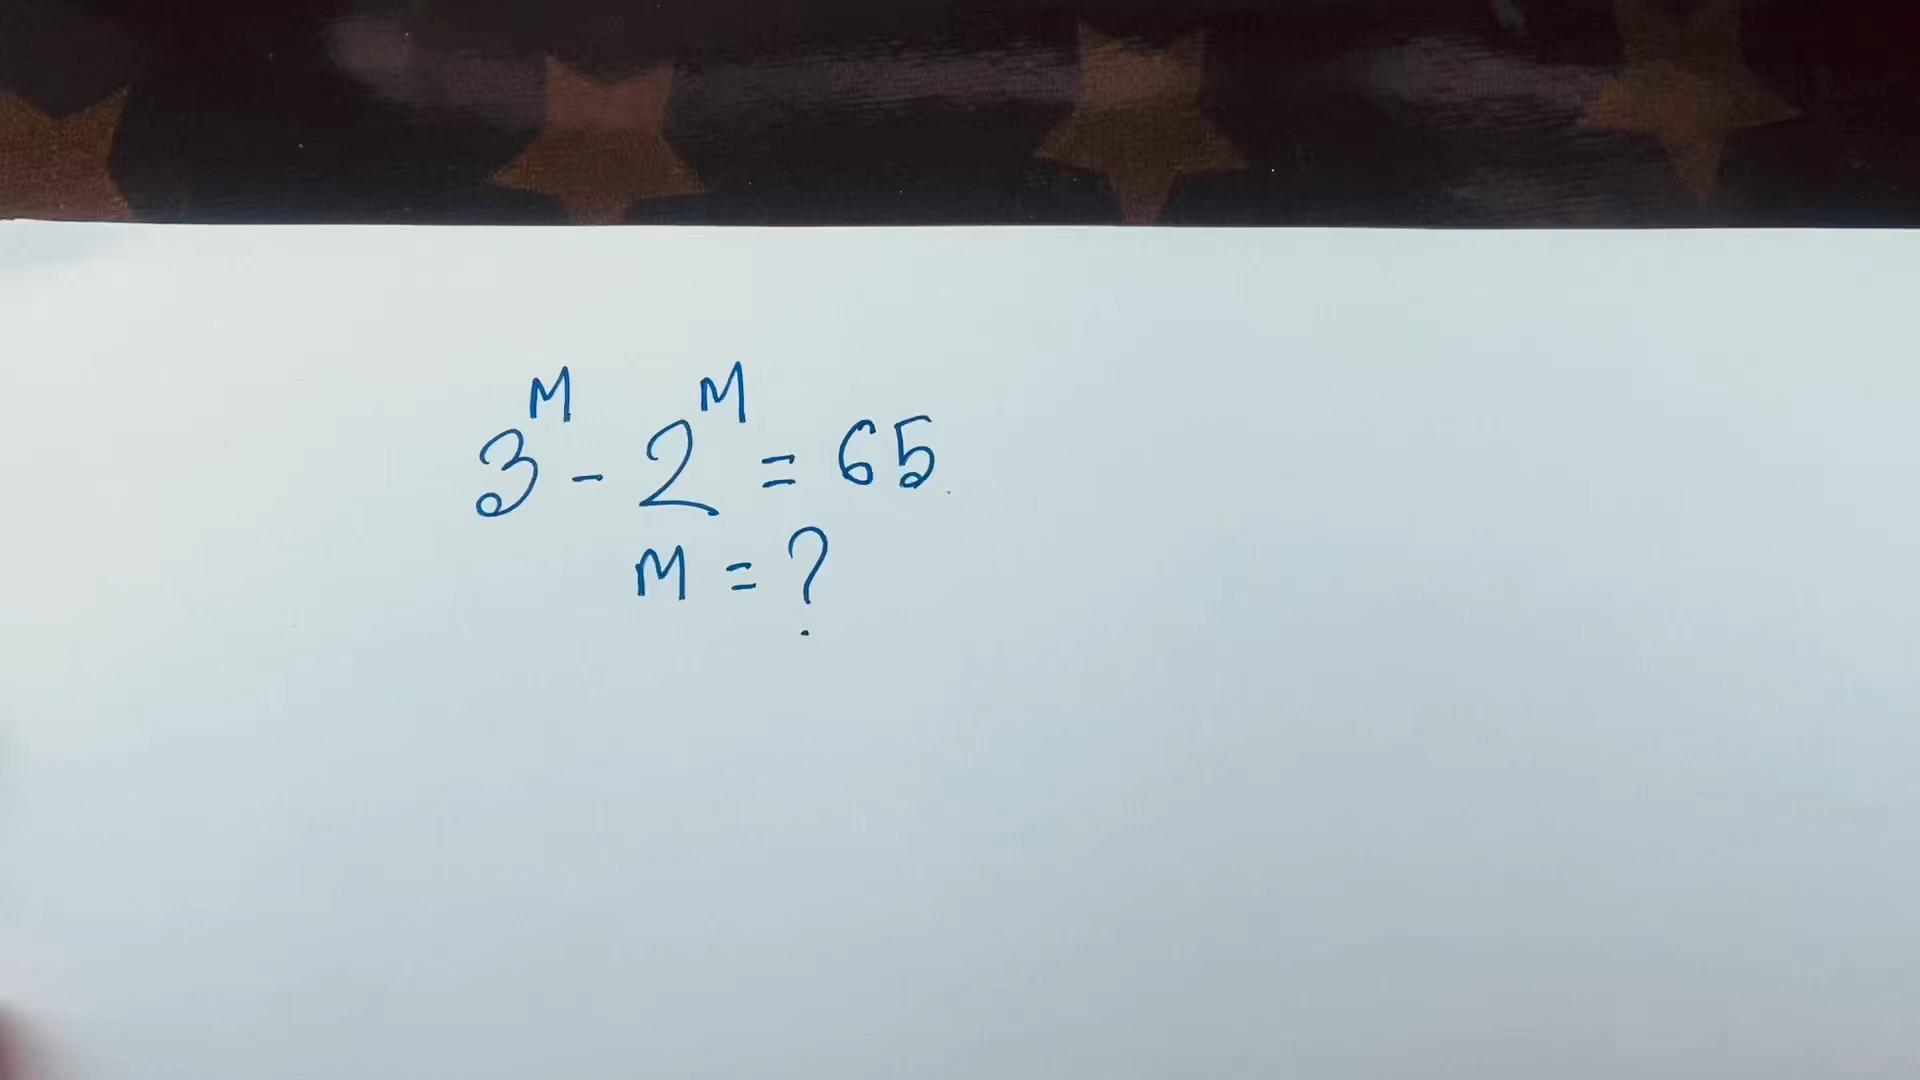 3^M - 2^M = 65
M = ?